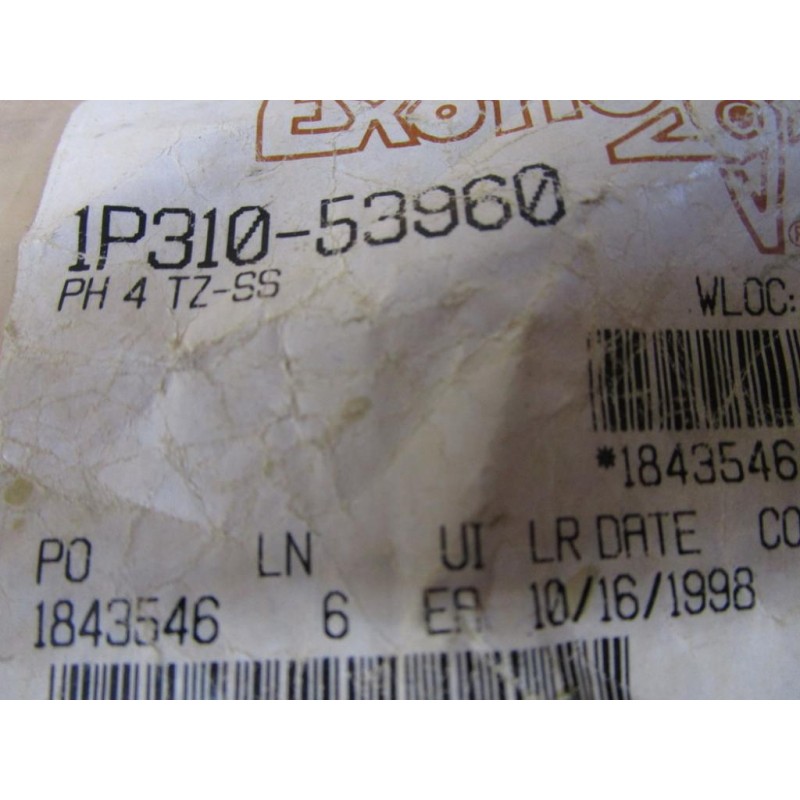 1P310-53960
PH 4 TZ-SS
WLOC:
*1843546
PO LN UI LR DATE CO
1843546 6 EA 10/16/1998